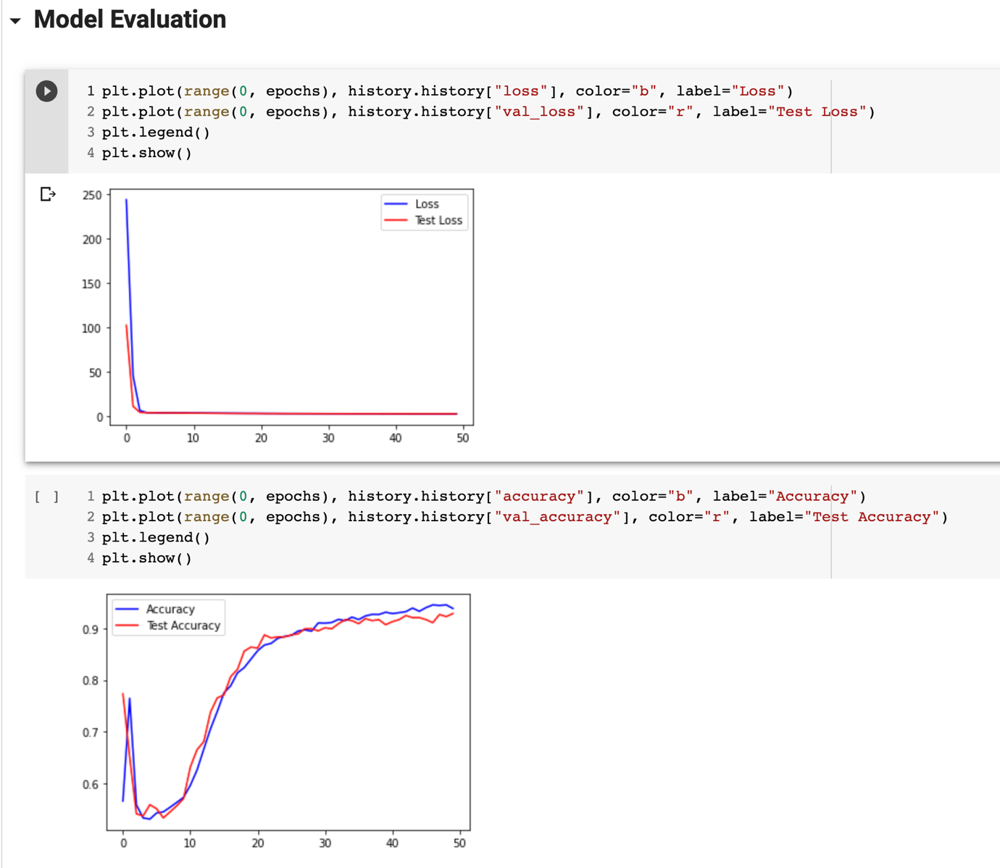 Model Evaluation
1 plt.plot(range(0, epochs), history.history["loss"], color="b", label="Loss")
2 plt.plot(range(0, epochs), history.history["val_loss"], color="r", label="Test Loss")
3 plt.legend()
4 plt.show()
250
200
150
100
50
0
0 10 20 30 40 50
Loss
Test Loss
[ ]
1 plt.plot(range(0, epochs), history.history["accuracy"], color="b", label="Accuracy")
2 plt.plot(range(0, epochs), history.history["val_accuracy"], color="r", label="Test Accuracy")
3 plt.legend()
4 plt.show()
Accuracy
Test Accuracy
0.9
0.8
0.7
0.6
0 10 20 30 40 50